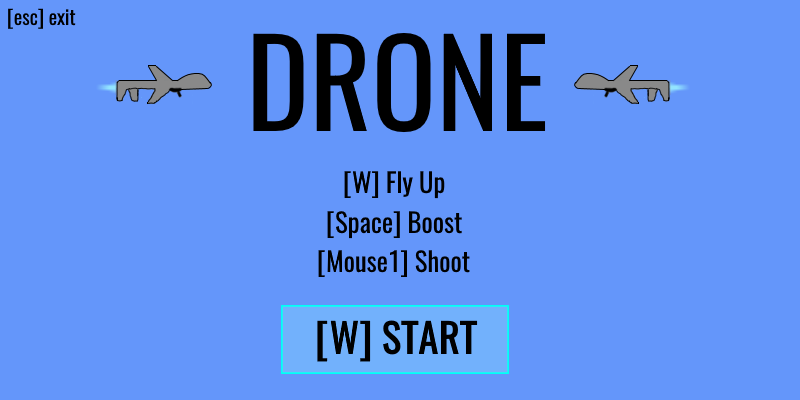 [esc] exit
DRONE
[W] Fly Up
[Space] Boost
[Mouse1] Shoot
[W] START